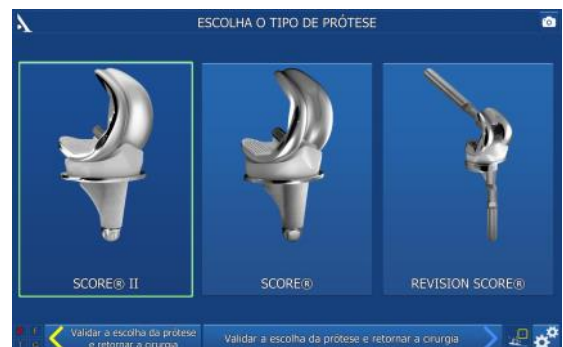 ESCOLHA O TIPO DE PRÓTESE
SCORE® II
SCORE®
REVISION SCORE®
Validar a escolha da prótese
e retornar a cirurgia
Validar a escolha da prótese e retornar a cirurgia